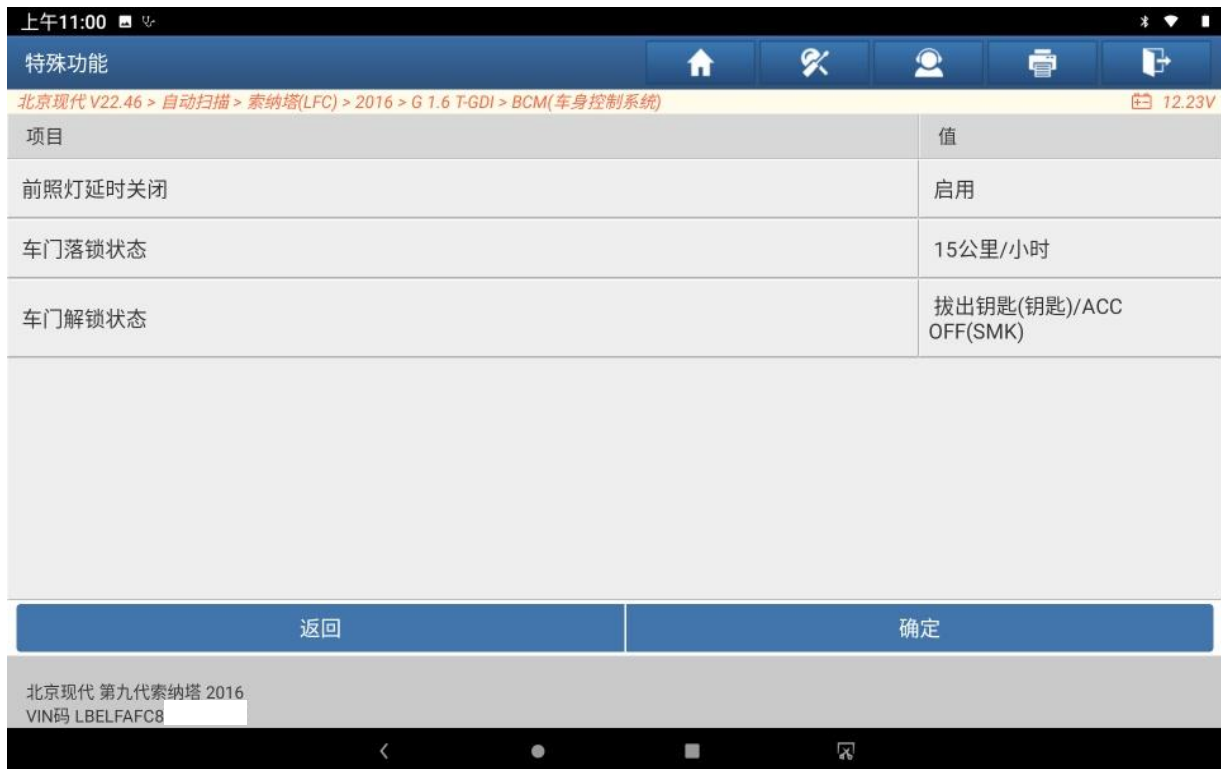 上午11:00
特殊功能
北京现代 V22.46 > 自动扫描 > 索纳塔(LFC) > 2016 > G 1.6 T-GDI > BCM(车身控制系统) 12.23V
项目 值
前照灯延时关闭 启用
车门落锁状态 15公里/小时
车门解锁状态 拔出钥匙(钥匙)/ACC
OFF(SMK)
返回 确定
北京现代 第九代索纳塔 2016
VIN码 LBELFAFC8